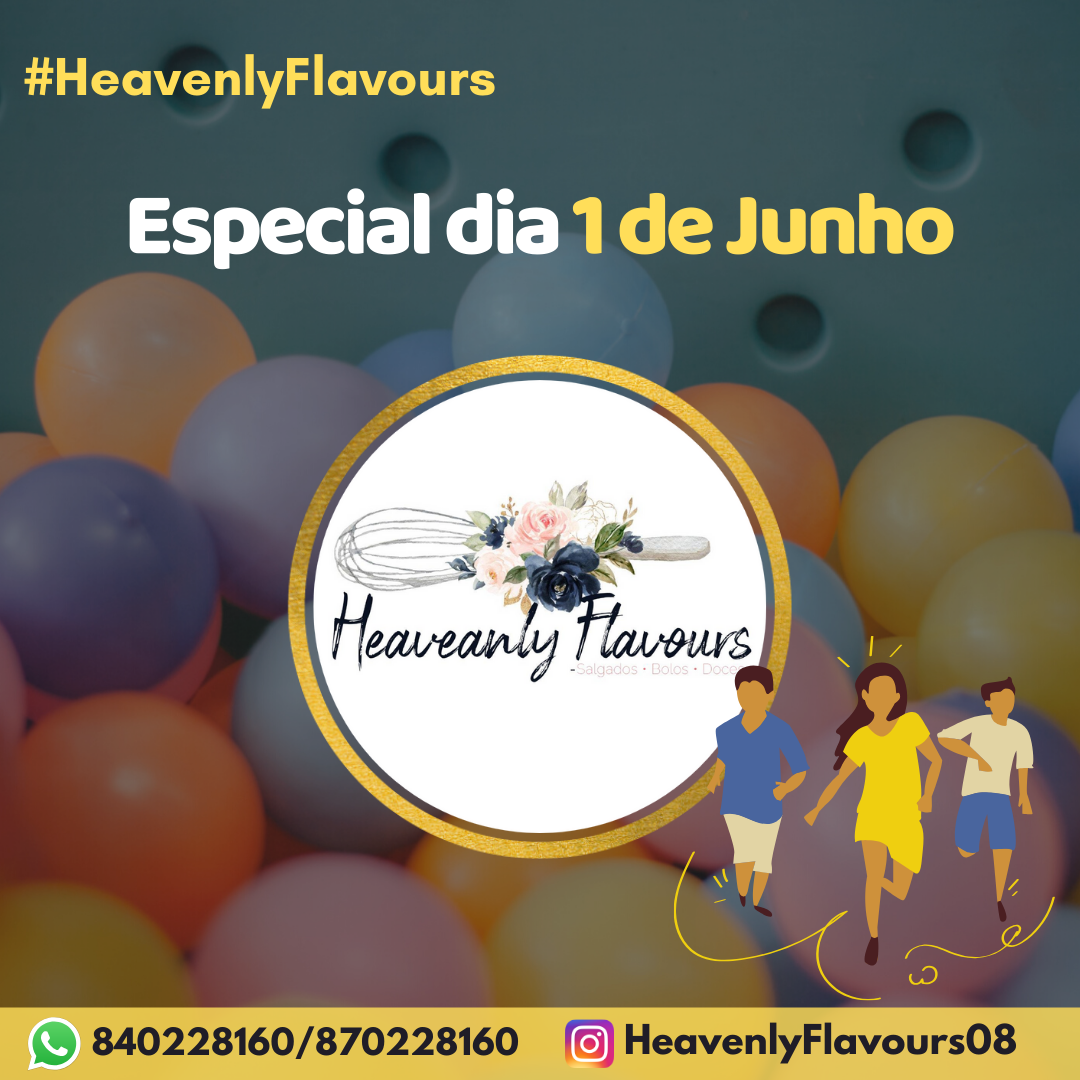 #HeavenlyFlavours
Especial dia 1 de Junho
Heaveanly Flavours
-Salgados • Bolos • Doces
840228160/870228160
HeavenlyFlavours08